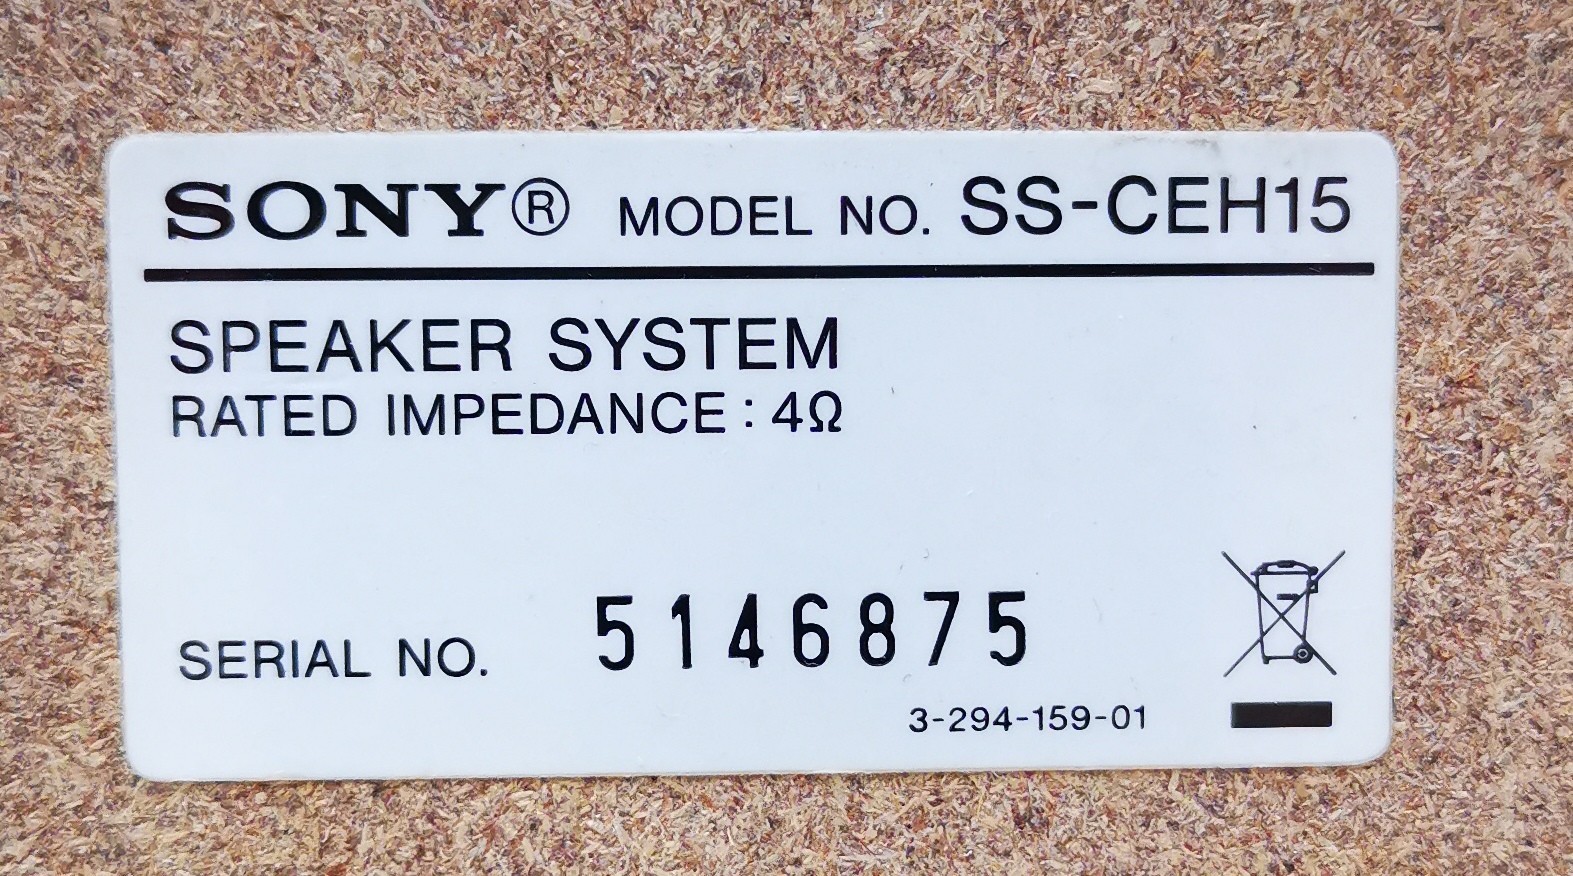 SONY® MODEL NO. SS-CEH15
SPEAKER SYSTEM
RATED IMPEDANCE : 4Ω
SERIAL NO. 5146875
3-294-159-01